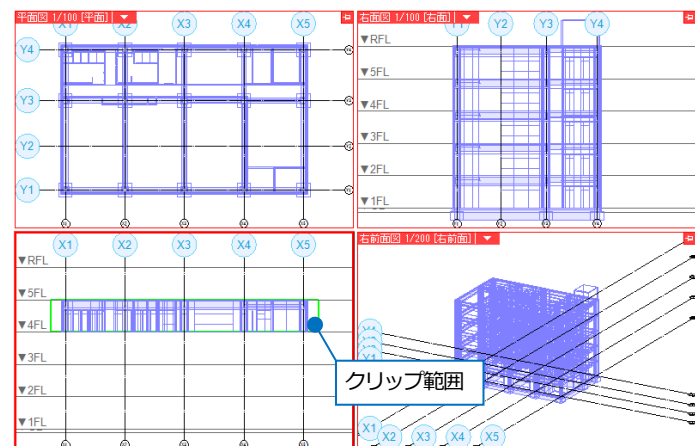 平面図 1/100 [平面]
X1 X2 X3 X4 X5
Y4
Y3
Y2
Y1
右面図 1/100 [右面]
Y1 Y2 Y3 Y4
▼RFL
▼5FL
▼4FL
▼3FL
▼2FL
▼1FL
X1 X2 X3 X4 X5
▼RFL
▼5FL
▼4FL
▼3FL
▼2FL
▼1FL
クリップ範囲
右前面図 1/200 [右前面]
X1 X2 X3 X4 X5